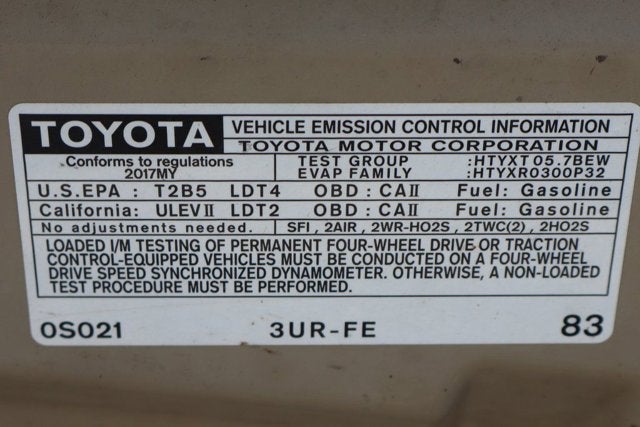 TOYOTA VEHICLE EMISSION CONTROL INFORMATION
TOYOTA MOTOR CORPORATION
Conforms to regulations 2017MY
TEST GROUP :HTYXT05.7BEW
EVAP FAMILY :HTYXR0300P32
U.S.EPA : T2B5 LDT4 OBD : CAII Fuel: Gasoline
California: ULEVII LDT2 OBD : CAII Fuel: Gasoline
No adjustments needed. SFI , 2AIR , 2WR-HO2S , 2TWC(2) , 2HO2S
LOADED I/M TESTING OF PERMANENT FOUR-WHEEL DRIVE OR TRACTION
CONTROL-EQUIPPED VEHICLES MUST BE CONDUCTED ON A FOUR-WHEEL
DRIVE SPEED SYNCHRONIZED DYNAMOMETER. OTHERWISE, A NON-LOADED
TEST PROCEDURE MUST BE PERFORMED.
0S021 3UR-FE 83